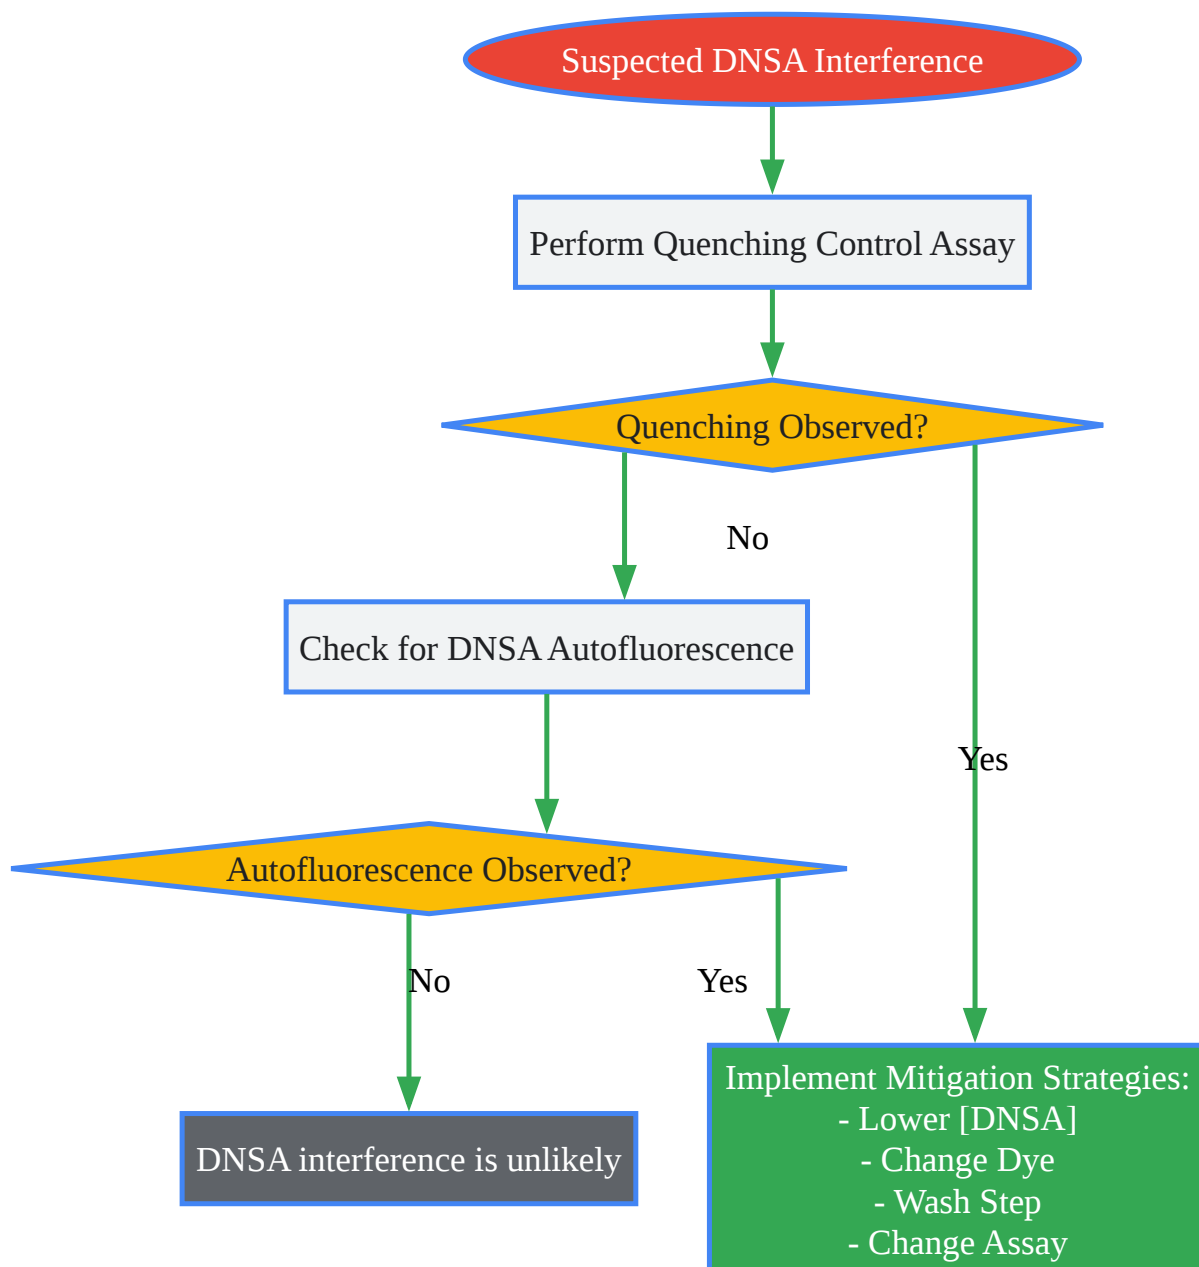 Suspected DNSA Interference
Perform Quenching Control Assay
Quenching Observed?
No
Check for DNSA Autofluorescence
Yes
Autofluorescence Observed?
No
Yes
Implement Mitigation Strategies:
- Lower [DNSA]
- Change Dye
- Wash Step
- Change Assay
DNSA interference is unlikely